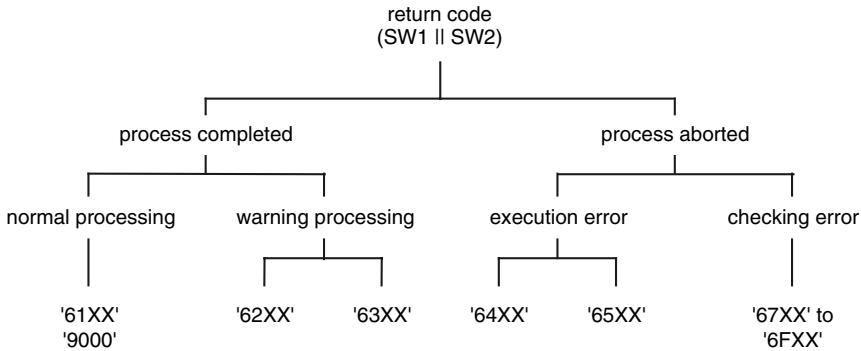 return code
(SW1 || SW2)
process completed
process aborted
normal processing
warning processing
execution error
checking error
'61XX'
'9000'
'62XX'
'63XX'
'64XX'
'65XX'
'67XX' to
'6FXX'